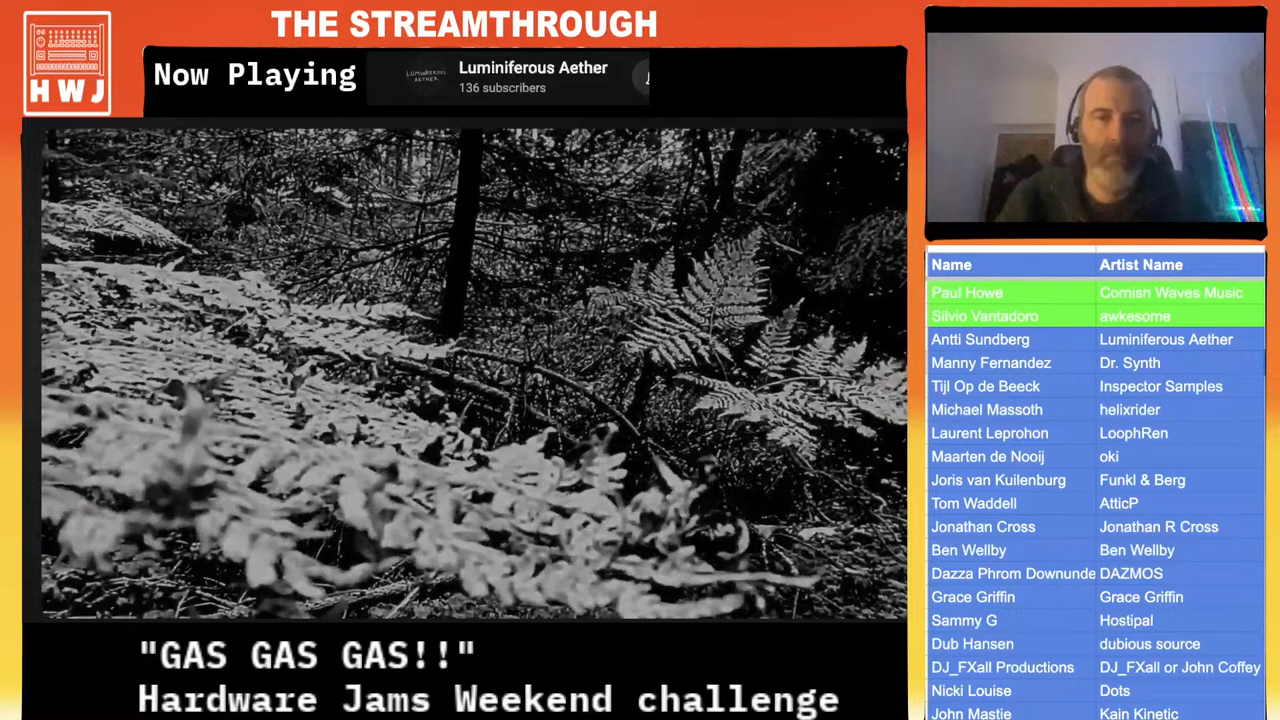 THE STREAMTHROUGH
HWJ
Now Playing
Luminiferous Aether
136 subscribers
LUMINIFEROUS
AETHER
"GAS GAS GAS!!"
Hardware Jams Weekend challenge
Name Artist Name
Paul Howe Cornish Waves Music
Silvio Vantadoro awkesome
Antti Sundberg Luminiferous Aether
Manny Fernandez Dr. Synth
Tijl Op de Beeck Inspector Samples
Michael Massoth helixrider
Laurent Leprohon LoophRen
Maarten de Nooij oki
Joris van Kuilenburg Funkl & Berg
Tom Waddell AtticP
Jonathan Cross Jonathan R Cross
Ben Wellby Ben Wellby
Dazza Phrom Downunde DAZMOS
Grace Griffin Grace Griffin
Sammy G Hostipal
Dub Hansen dubious source
DJ_FXall Productions DJ_FXall or John Coffey
Nicki Louise Dots
John Mastie Kain Kinetic